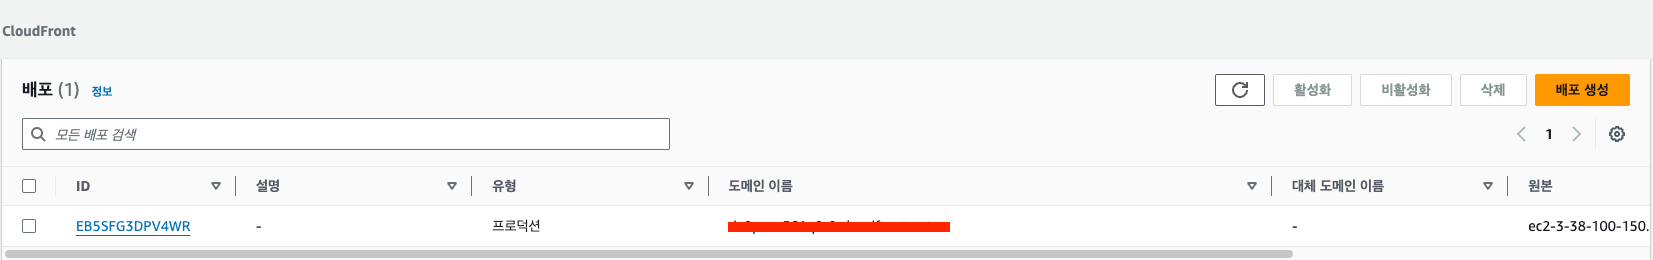 CloudFront
배포 (1) 정보
활성화 비활성화 삭제 배포 생성
모든 배포 검색
1
ID 설명 유형 도메인 이름 대체 도메인 이름 원본
EB5SFG3DPV4WR - 프로덕션 - ec2-3-38-100-150.